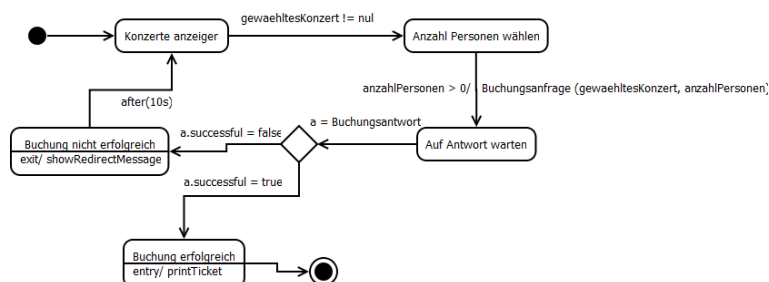 gewaehltesKonzert != nul
Konzerte anzeiger
Anzahl Personen wählen
anzahlPersonen > 0/ Buchungsanfrage (gewaehltesKonzert, anzahlPersonen)
after(10s)
a = Buchungsantwort
a.successful = false
Buchung nicht erfolgreich
exit/ showRedirectMessage
Auf Antwort warten
a.successful = true
Buchung erfolgreich
entry/ printTicket